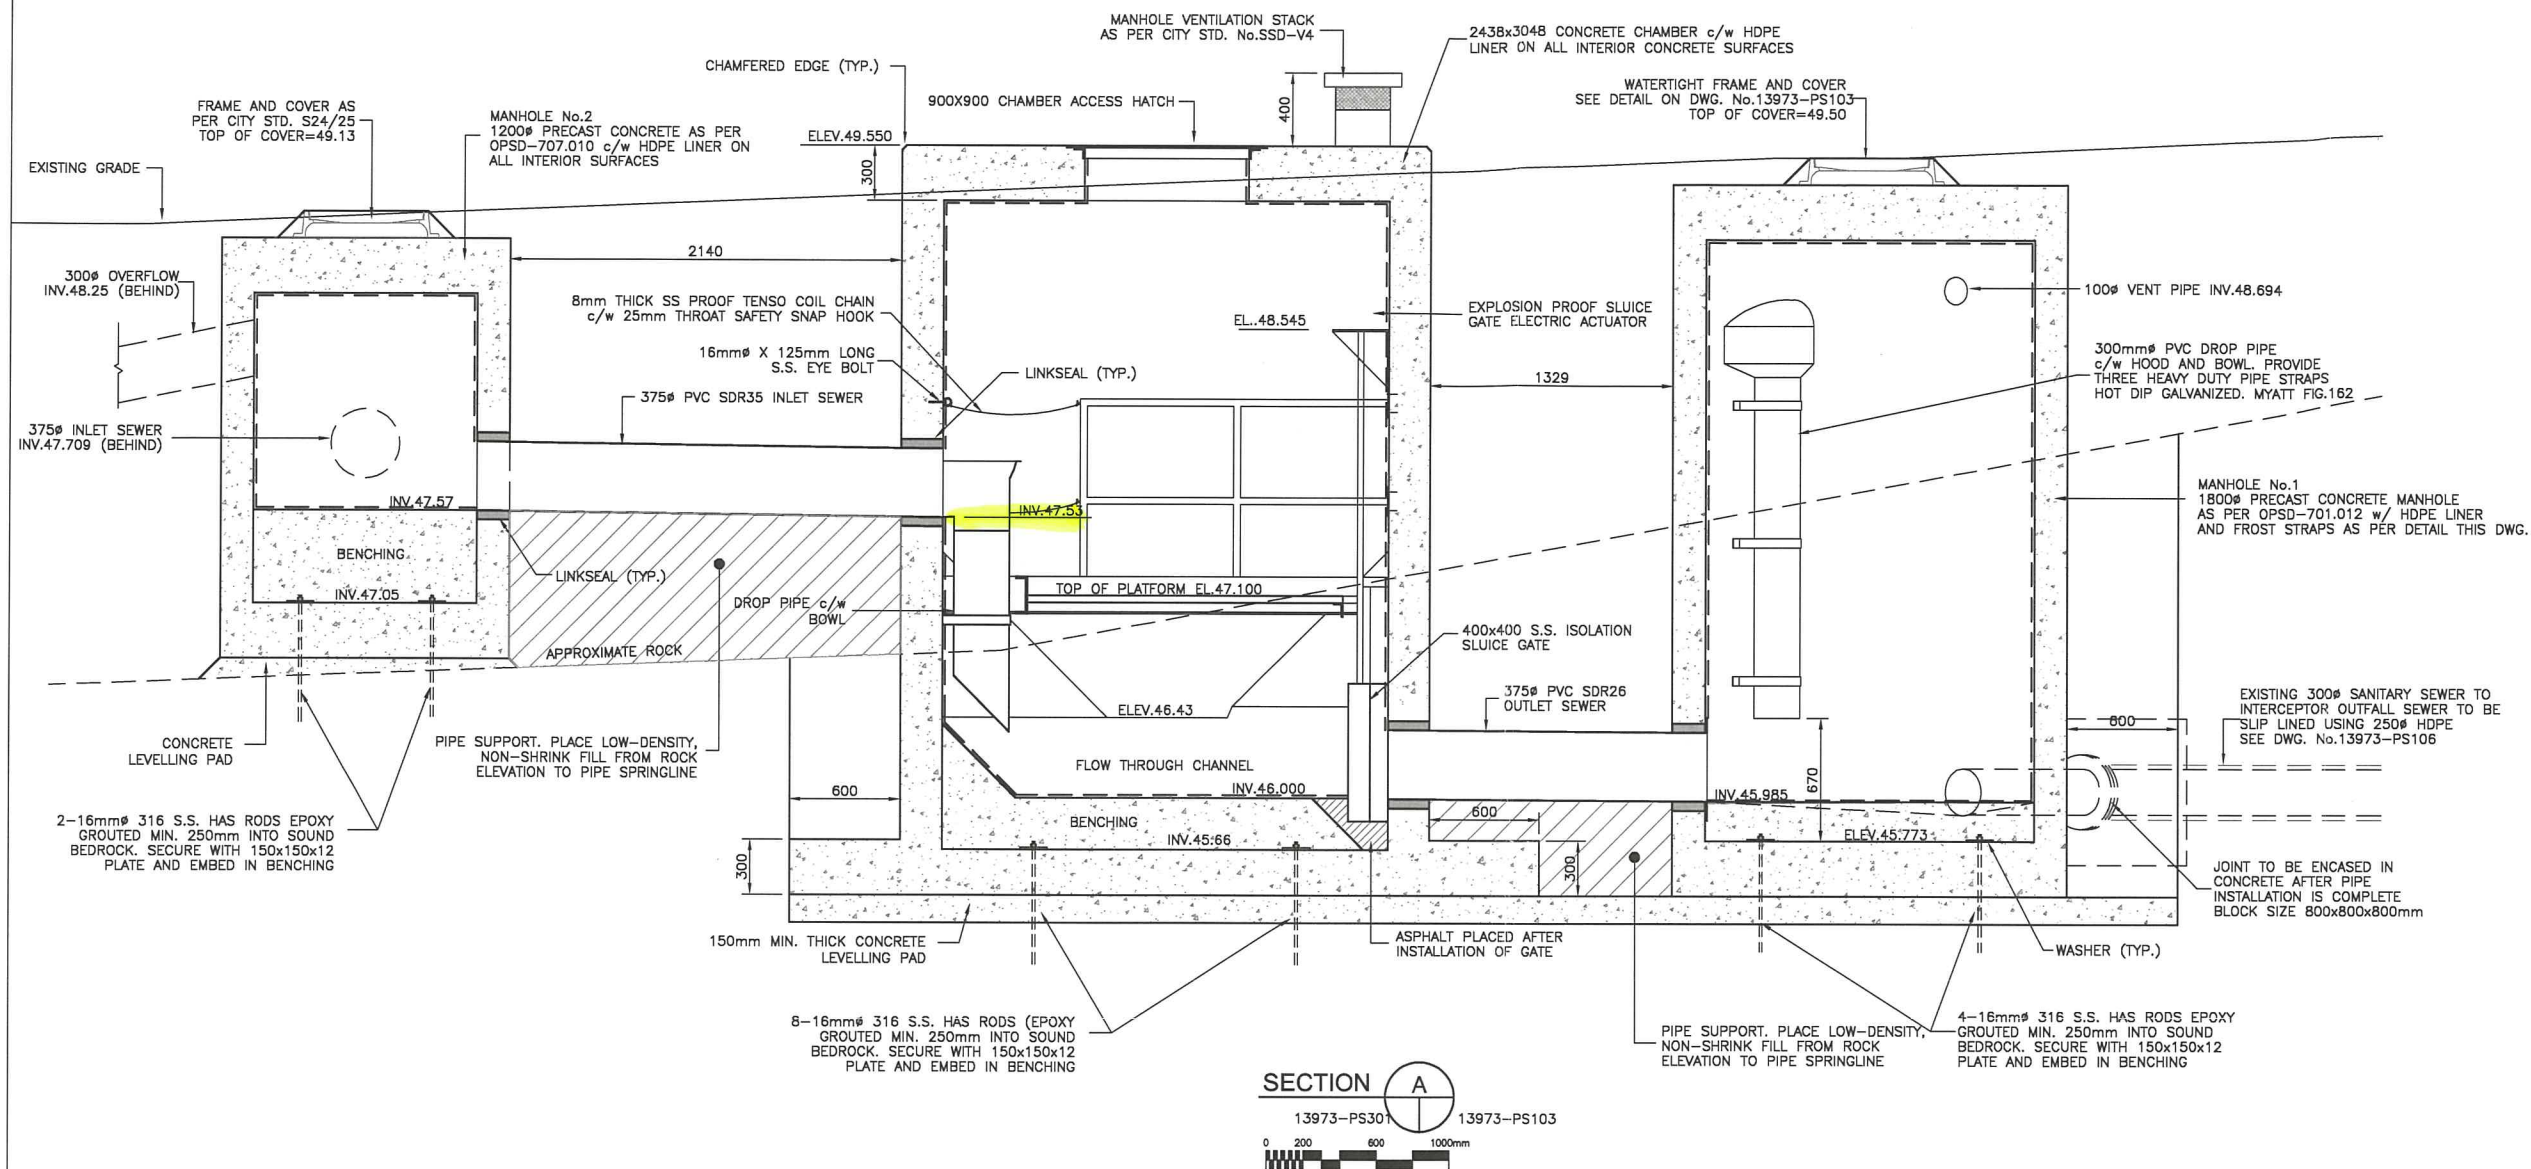 MANHOLE VENTILATION STACK
AS PER CITY STD. No.SSD-V4
2438x3048 CONCRETE CHAMBER c/w HDPE
LINER ON ALL INTERIOR CONCRETE SURFACES
CHAMFERED EDGE (TYP.)
900X900 CHAMBER ACCESS HATCH
400
WATERTIGHT FRAME AND COVER
SEE DETAIL ON DWG. No.13973-PS103
TOP OF COVER=49.50
FRAME AND COVER AS
PER CITY STD. S24/25
TOP OF COVER=49.13
MANHOLE No.2
1200ø PRECAST CONCRETE AS PER
OPSD-707.010 c/w HDPE LINER ON
ALL INTERIOR SURFACES
ELEV.49.550
300
EXISTING GRADE
2140
300ø OVERFLOW
INV.48.25 (BEHIND)
8mm THICK SS PROOF TENSO COIL CHAIN
c/w 25mm THROAT SAFETY SNAP HOOK
EL..48.545
EXPLOSION PROOF SLUICE
GATE ELECTRIC ACTUATOR
100ø VENT PIPE INV.48.694
16mmø X 125mm LONG
S.S. EYE BOLT
LINKSEAL (TYP.)
1329
300mmø PVC DROP PIPE
c/w HOOD AND BOWL. PROVIDE
THREE HEAVY DUTY PIPE STRAPS
HOT DIP GALVANIZED. MYATT FIG.162
375ø PVC SDR35 INLET SEWER
375ø INLET SEWER
INV.47.709 (BEHIND)
INV.47.57
INV.47.53
MANHOLE No.1
1800ø PRECAST CONCRETE MANHOLE
AS PER OPSD-701.012 w/ HDPE LINER
AND FROST STRAPS AS PER DETAIL THIS DWG.
BENCHING
LINKSEAL (TYP.)
INV.47.05
TOP OF PLATFORM EL.47.100
DROP PIPE c/w
BOWL
APPROXIMATE ROCK
400x400 S.S. ISOLATION
SLUICE GATE
375ø PVC SDR26
OUTLET SEWER
ELEV.46.43
EXISTING 300ø SANITARY SEWER TO
INTERCEPTOR OUTFALL SEWER TO BE
SLIP LINED USING 250ø HDPE
SEE DWG. No.13973-PS106
600
CONCRETE
LEVELLING PAD
PIPE SUPPORT. PLACE LOW-DENSITY,
NON-SHRINK FILL FROM ROCK
ELEVATION TO PIPE SPRINGLINE
FLOW THROUGH CHANNEL
670
600
INV.46.000
INV.45.985
2-16mmø 316 S.S. HAS RODS EPOXY
GROUTED MIN. 250mm INTO SOUND
BEDROCK. SECURE WITH 150x150x12
PLATE AND EMBED IN BENCHING
BENCHING
600
INV.45.66
ELEV.45.773
300
300
JOINT TO BE ENCASED IN
CONCRETE AFTER PIPE
INSTALLATION IS COMPLETE
BLOCK SIZE 800x800x800mm
150mm MIN. THICK CONCRETE
LEVELLING PAD
ASPHALT PLACED AFTER
INSTALLATION OF GATE
WASHER (TYP.)
8-16mmø 316 S.S. HAS RODS (EPOXY
GROUTED MIN. 250mm INTO SOUND
BEDROCK. SECURE WITH 150x150x12
PLATE AND EMBED IN BENCHING
PIPE SUPPORT. PLACE LOW-DENSITY,
NON-SHRINK FILL FROM ROCK
ELEVATION TO PIPE SPRINGLINE
4-16mmø 316 S.S. HAS RODS EPOXY
GROUTED MIN. 250mm INTO SOUND
BEDROCK. SECURE WITH 150x150x12
PLATE AND EMBED IN BENCHING
SECTION A
13973-PS301 13973-PS103
0 200 600 1000mm